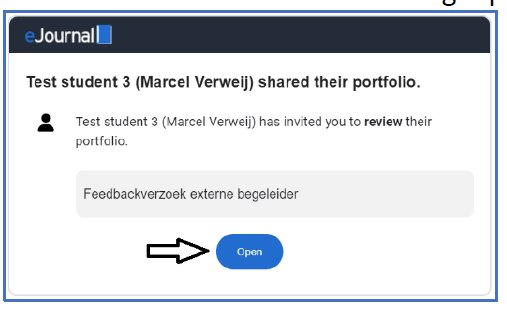 eJournal
Test student 3 (Marcel Verweij) shared their portfolio.
Test student 3 (Marcel Verweij) has invited you to review their
portfolio.
Feedbackverzoek externe begeleider
Open